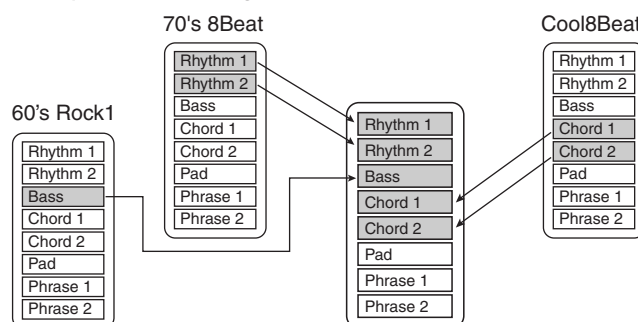 70's 8Beat
Rhythm 1
Rhythm 2
Bass
Chord 1
Chord 2
Pad
Phrase 1
Phrase 2
Cool8Beat
Rhythm 1
Rhythm 2
Bass
Chord 1
Chord 2
Pad
Phrase 1
Phrase 2
60's Rock1
Rhythm 1
Rhythm 2
Bass
Chord 1
Chord 2
Pad
Phrase 1
Phrase 2
Rhythm 1
Rhythm 2
Bass
Chord 1
Chord 2
Pad
Phrase 1
Phrase 2